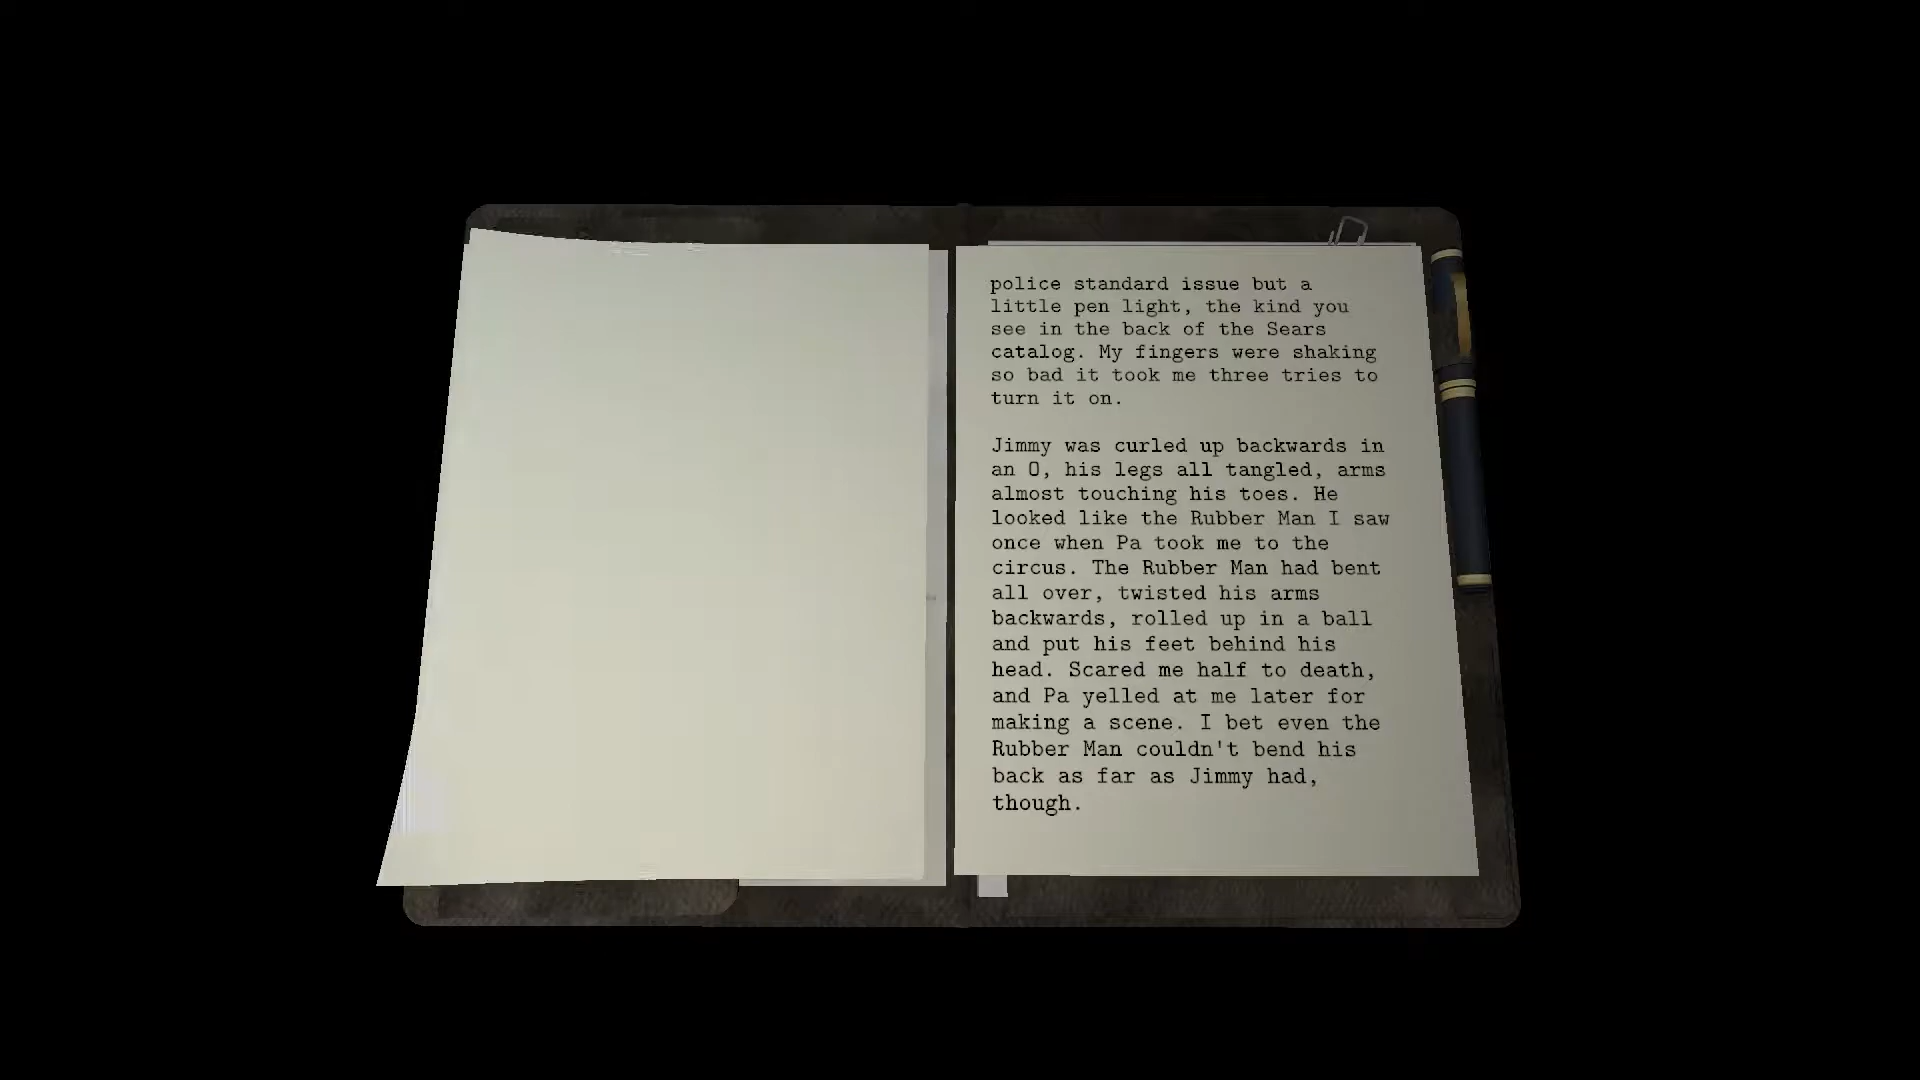 police standard issue but a
little pen light, the kind you
see in the back of the Sears
catalog. My fingers were shaking
so bad it took me three tries to
turn it on.
Jimmy was curled up backwards in
an O, his legs all tangled, arms
almost touching his toes. He
looked like the Rubber Man I saw
once when Pa took me to the
circus. The Rubber Man had bent
all over, twisted his arms
backwards, rolled up in a ball
and put his feet behind his
head. Scared me half to death,
and Pa yelled at me later for
making a scene. I bet even the
Rubber Man couldn't bend his
back as far as Jimmy had,
though.